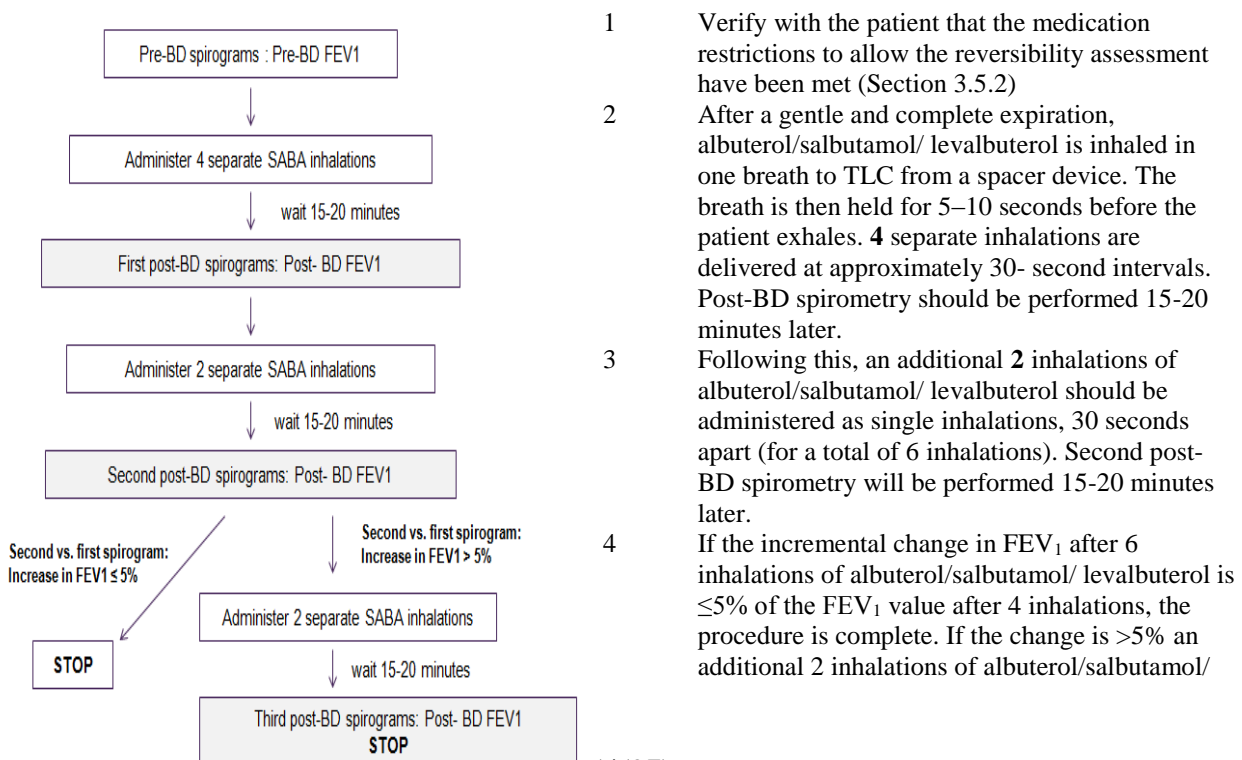 Pre-BD spirograms : Pre-BD FEV1
Administer 4 separate SABA inhalations
wait 15-20 minutes
First post-BD spirograms: Post- BD FEV1
Administer 2 separate SABA inhalations
wait 15-20 minutes
Second post-BD spirograms: Post- BD FEV1
Second vs. first spirogram:
Increase in FEV1 ≤ 5%
Second vs. first spirogram:
Increase in FEV1 > 5%
STOP
Administer 2 separate SABA inhalations
wait 15-20 minutes
Third post-BD spirograms: Post- BD FEV1
STOP
1 Verify with the patient that the medication
restrictions to allow the reversibility assessment
have been met (Section 3.5.2)
2 After a gentle and complete expiration,
albuterol/salbutamol/ levalbuterol is inhaled in
one breath to TLC from a spacer device. The
breath is then held for 5–10 seconds before the
patient exhales. 4 separate inhalations are
delivered at approximately 30- second intervals.
Post-BD spirometry should be performed 15-20
minutes later.
3 Following this, an additional 2 inhalations of
albuterol/salbutamol/ levalbuterol should be
administered as single inhalations, 30 seconds
apart (for a total of 6 inhalations). Second post-
BD spirometry will be performed 15-20 minutes
later.
4 If the incremental change in FEV₁ after 6
inhalations of albuterol/salbutamol/ levalbuterol is
≤5% of the FEV₁ value after 4 inhalations, the
procedure is complete. If the change is >5% an
additional 2 inhalations of albuterol/salbutamol/